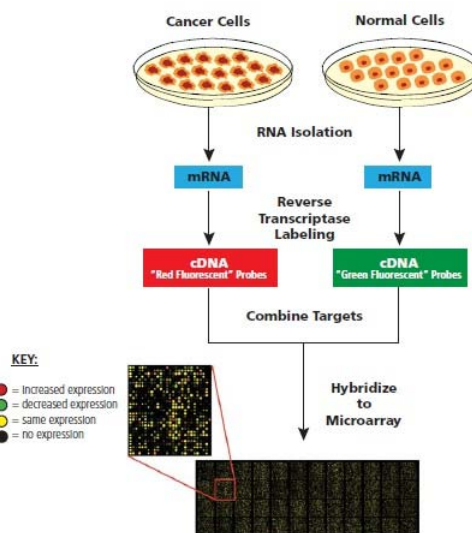 Cancer Cells
Normal Cells
RNA Isolation
mRNA
mRNA
Reverse
Transcriptase
Labeling
cDNA
"Red Fluorescent" Probes
cDNA
"Green Fluorescent" Probes
Combine Targets
KEY:
= Increased expression
= decreased expression
= same expression
= no expression
Hybridize
to
Microarray